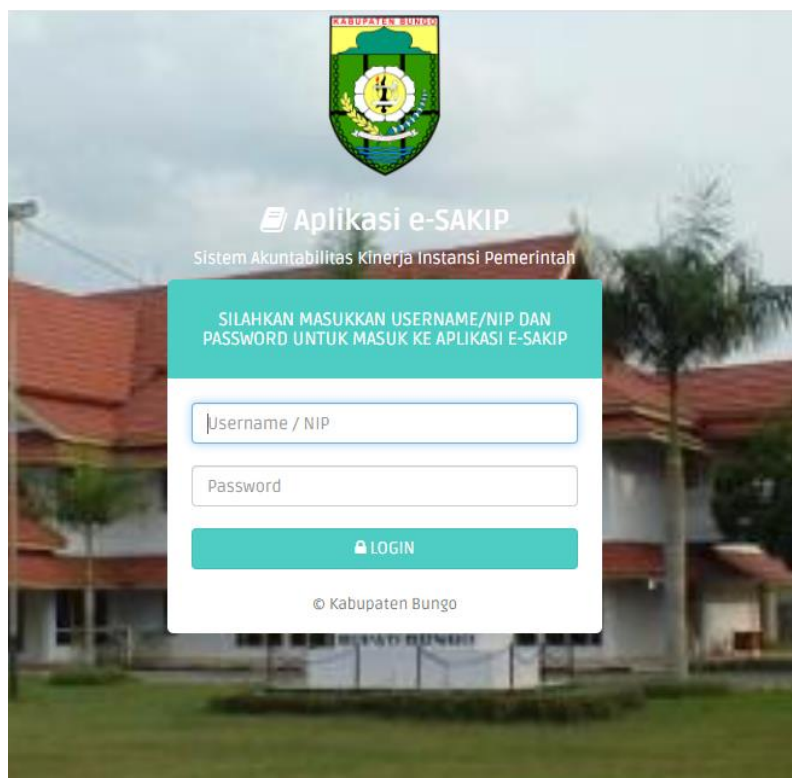 KABUPATEN BUNGO
Aplikasi e-SAKIP
Sistem Akuntabilitas Kinerja Instansi Pemerintah
SILAHKAN MASUKKAN USERNAME/NIP DAN
PASSWORD UNTUK MASUK KE APLIKASI E-SAKIP
Username / NIP
Password
LOGIN
© Kabupaten Bungo
BUNGO